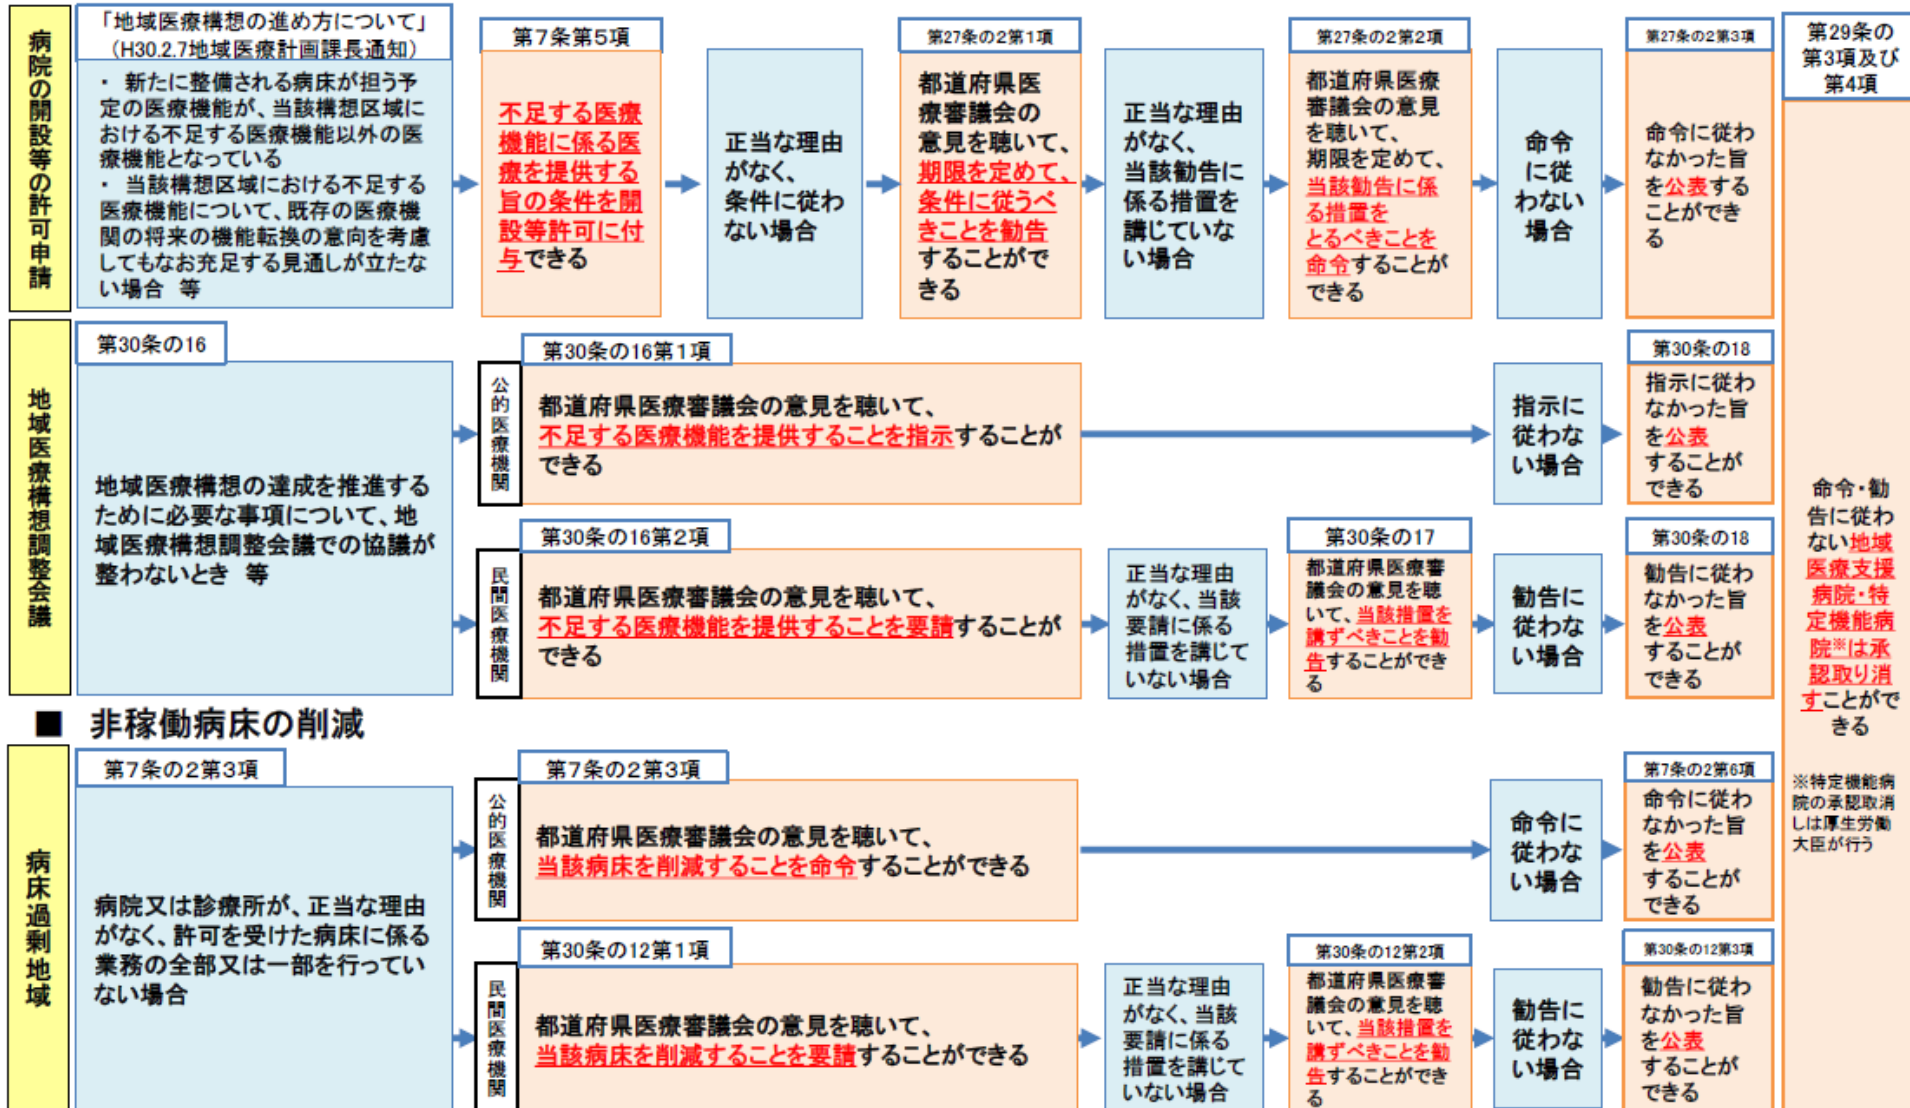 病院の開設等の許可申請
「地域医療構想の進め方について」
（H30.2.7地域医療計画課長通知）
・ 新たに整備される病床が担う予
定の医療機能が、当該構想区域に
おける不足する医療機能以外の医
療機能となっている
・ 当該構想区域における不足する
医療機能について、既存の医療機
関の将来の機能転換の意向を考慮
してもなお充足する見通しが立たな
い場合 等
第7条第5項
不足する医療
機能に係る医
療を提供する
旨の条件を開
設等許可に付
与できる
正当な理由
がなく、
条件に従わ
ない場合
第27条の2第1項
都道府県医
療審議会の
意見を聴いて、
期限を定めて、
条件に従うべ
きことを勧告
することがで
きる
正当な理由
がなく、
当該勧告に
係る措置を
講じていな
い場合
第27条の2第2項
都道府県医療
審議会の意見
を聴いて、
期限を定めて、
当該勧告に係
る措置を
とるべきことを
命令することが
できる
命令
に従
わない
場合
第27条の2第3項
命令に従わ
なかった旨
を公表する
ことができ
る
第29条の
第3項及び
第4項
命令・勧
告に従わ
ない地域
医療支援
病院・特
定機能病
院※は承
認取り消
すことがで
きる
※特定機能病
院の承認取消
しは厚生労働
大臣が行う
地域医療構想調整会議
第30条の16
地域医療構想の達成を推進する
ために必要な事項について、地
域医療構想調整会議での協議が
整わないとき 等
公的医療機関
第30条の16第1項
都道府県医療審議会の意見を聴いて、
不足する医療機能を提供することを指示することが
できる
指示に
従わな
い場合
第30条の18
指示に従わ
なかった旨
を公表
することが
できる
民間医療機関
第30条の16第2項
都道府県医療審議会の意見を聴いて、
不足する医療機能を提供することを要請することが
できる
正当な理由
がなく、当該
要請に係る
措置を講じて
いない場合
第30条の17
都道府県医療審
議会の意見を聴
いて、当該措置を
講ずべきことを勧
告することができ
る
勧告に
従わな
い場合
第30条の18
勧告に従わ
なかった旨
を公表
することが
できる
■ 非稼働病床の削減
病床過剰地域
第7条の2第3項
病院又は診療所が、正当な理由
がなく、許可を受けた病床に係る
業務の全部又は一部を行ってい
ない場合
公的医療機関
第7条の2第3項
都道府県医療審議会の意見を聴いて、
当該病床を削減することを命令することができる
命令に
従わな
い場合
第7条の2第6項
命令に従わ
なかった旨
を公表
することが
できる
民間医療機関
第30条の12第1項
都道府県医療審議会の意見を聴いて、
当該病床を削減することを要請することができる
正当な理由
がなく、当該
要請に係る
措置を講じて
いない場合
第30条の12第2項
都道府県医療審
議会の意見を聴
いて、当該措置を
講ずべきことを勧
告することができ
る
勧告に
従わな
い場合
第30条の12第3項
勧告に従わ
なかった旨
を公表
することが
できる